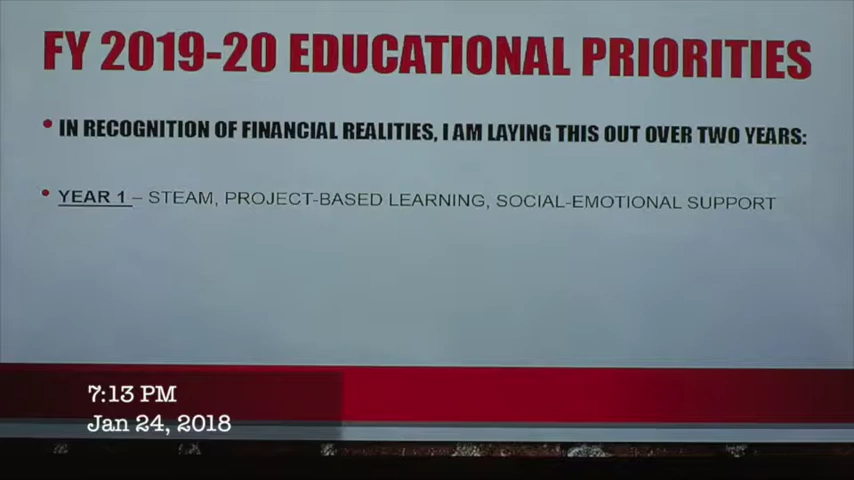 FY 2019-20 EDUCATIONAL PRIORITIES
• IN RECOGNITION OF FINANCIAL REALITIES, I AM LAYING THIS OUT OVER TWO YEARS:
• YEAR 1 – STEAM, PROJECT-BASED LEARNING, SOCIAL-EMOTIONAL SUPPORT
7:13 PM
Jan 24, 2018